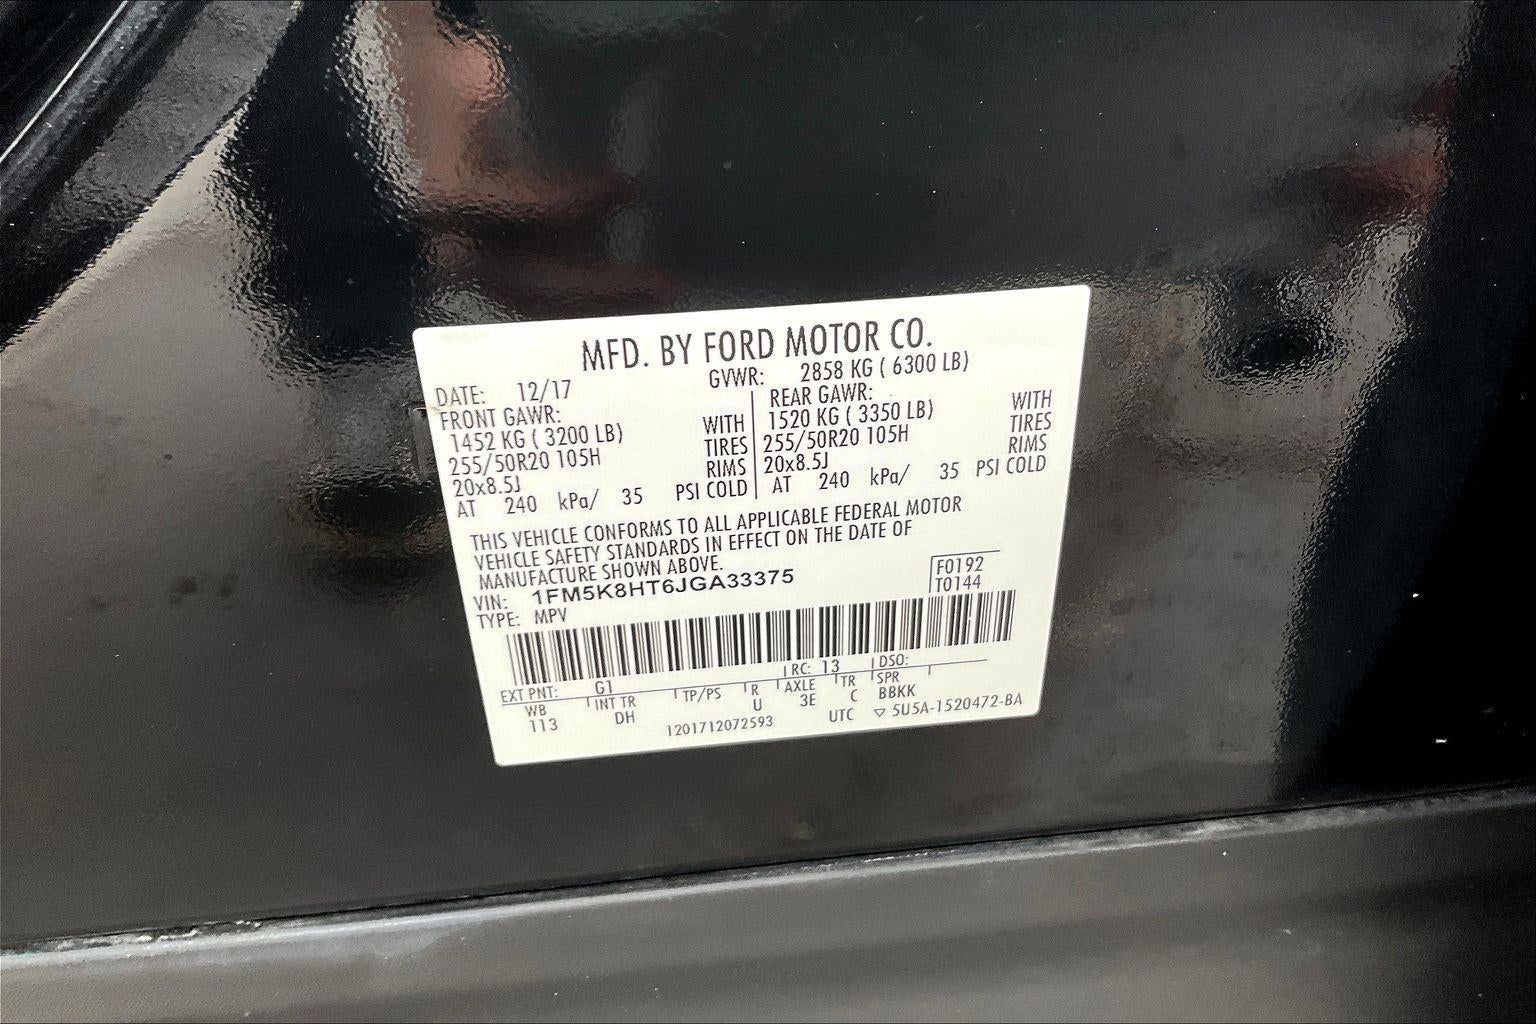 MFD. BY FORD MOTOR CO.
DATE: 12/17 GVWR: 2858 KG ( 6300 LB)
FRONT GAWR:
1452 KG ( 3200 LB) WITH
255/50R20 105H TIRES
20x8.5J RIMS
AT 240 kPa/ 35 PSI COLD
REAR GAWR:
1520 KG ( 3350 LB) WITH
255/50R20 105H TIRES
20x8.5J RIMS
AT 240 kPa/ 35 PSI COLD
THIS VEHICLE CONFORMS TO ALL APPLICABLE FEDERAL MOTOR
VEHICLE SAFETY STANDARDS IN EFFECT ON THE DATE OF
MANUFACTURE SHOWN ABOVE.
VIN: 1FM5K8HT6JGA33375
TYPE: MPV
F0192
T0144
EXT PNT: G1 RC: 13 DSO:
WB INT TR TP/PS R AXLE TR SPR
113 DH U 3E C BBKK
1201712072593 UTC ▽ 5U5A-1520472-BA